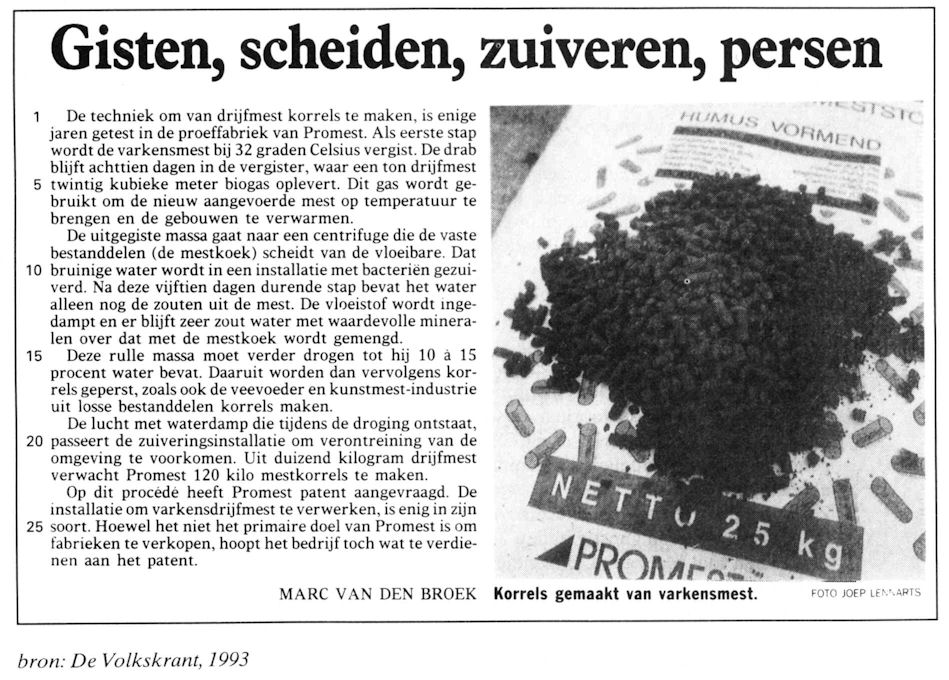 Gisten, scheiden, zuiveren, persen
1 De techniek om van drijfmest korrels te maken, is enige
jaren getest in de proeffabriek van Promest. Als eerste stap
wordt de varkensmest bij 32 graden Celsius vergist. De drab
blijft achttien dagen in de vergister, waar een ton drijfmest
5 twintig kubieke meter biogas oplevert. Dit gas wordt ge-
bruikt om de nieuw aangevoerde mest op temperatuur te
brengen en de gebouwen te verwarmen.
De uitgegiste massa gaat naar een centrifuge die de vaste
bestanddelen (de mestkoek) scheidt van de vloeibare. Dat
10 bruinige water wordt in een installatie met bacteriën gezui-
verd. Na deze vijftien dagen durende stap bevat het water
alleen nog de zouten uit de mest. De vloeistof wordt inge-
dampt en er blijft zeer zout water met waardevolle minera-
len over dat met de mestkoek wordt gemengd.
15 Deze rulle massa moet verder drogen tot hij 10 à 15
procent water bevat. Daaruit worden dan vervolgens kor-
rels geperst, zoals ook de veevoeder en kunstmest-industrie
uit losse bestanddelen korrels maken.
De lucht met waterdamp die tijdens de droging ontstaat,
20 passeert de zuiveringsinstallatie om verontreining van de
omgeving te voorkomen. Uit duizend kilogram drijfmest
verwacht Promest 120 kilo mestkorrels te maken.
Op dit procédé heeft Promest patent aangevraagd. De
installatie om varkensdrijfmest te verwerken, is enig in zijn
25 soort. Hoewel het niet het primaire doel van Promest is om
fabrieken te verkopen, hoopt het bedrijf toch wat te verdie-
nen aan het patent.
MARC VAN DEN BROEK
MESTSTO
HUMUS VORMEND
NETTO 25 kg
PROMEST
Korrels gemaakt van varkensmest.
FOTO JOEP LENNARTS
bron: De Volkskrant, 1993